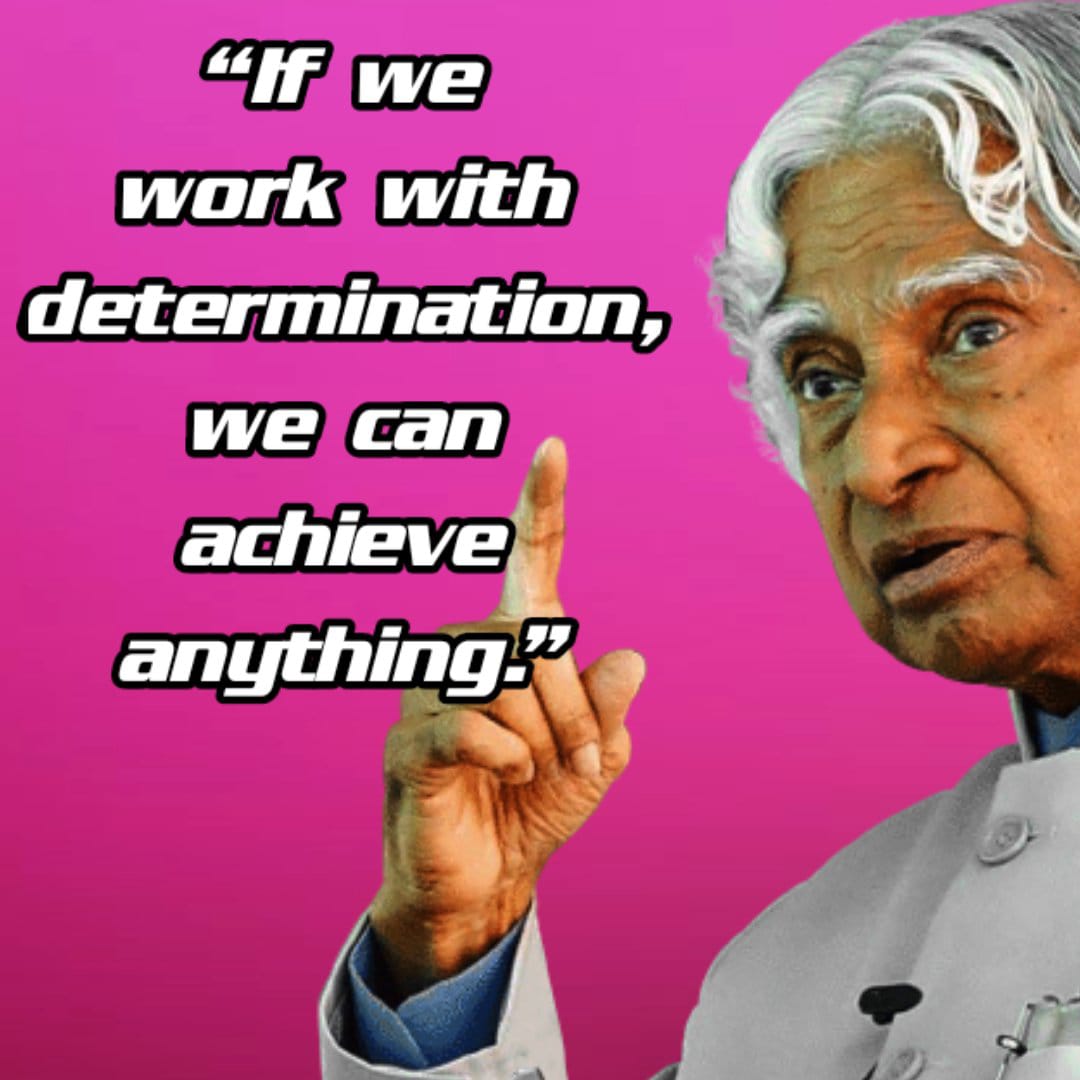 “If we
work with
determination,
we can
achieve
anything.”